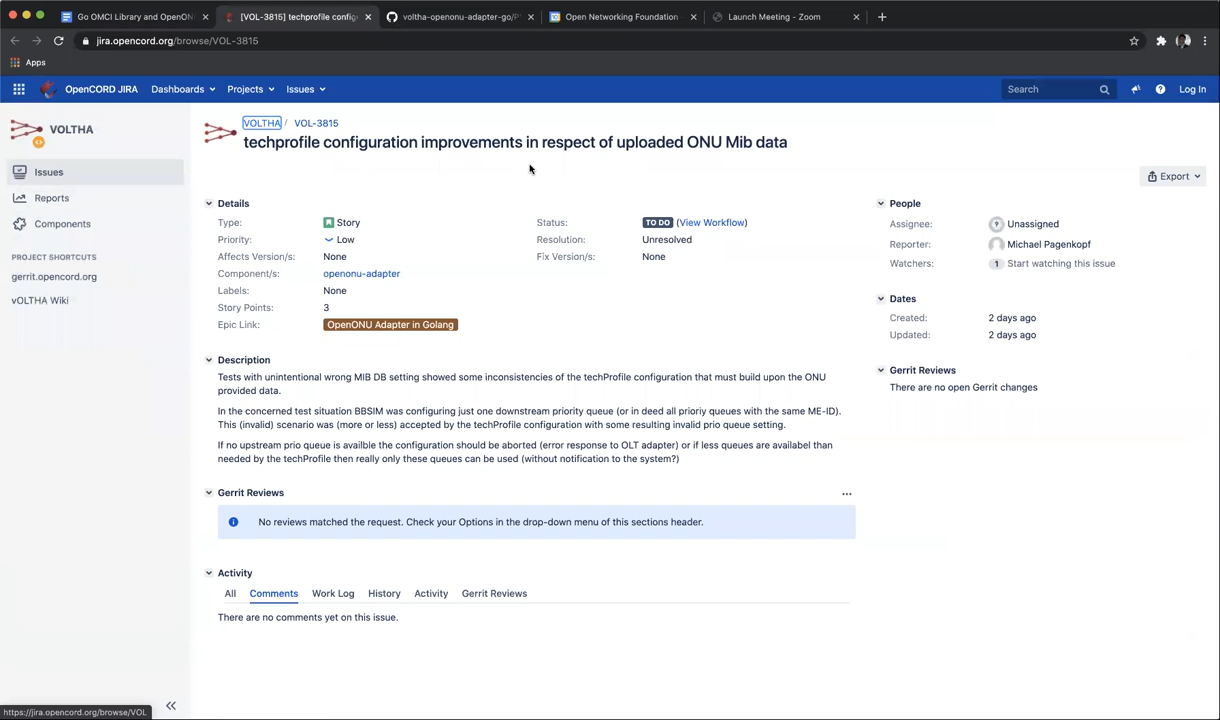 Go OMCI Library and OpenON
[VOL-3815] techprofile config
voltha-openonu-adapter-go/
Open Networking Foundation
Launch Meeting - Zoom
jira.opencord.org/browse/VOL-3815
Apps
OpenCORD JIRA
Dashboards
Projects
Issues
Search
Log In
VOLTHA
Issues
Reports
Components
PROJECT SHORTCUTS
gerrit.opencord.org
vOLTHA Wiki
VOLTHA / VOL-3815
techprofile configuration improvements in respect of uploaded ONU Mib data
Export
Details
Type: Story
Status: TO DO (View Workflow)
Priority: Low
Resolution: Unresolved
Affects Version/s: None
Fix Version/s: None
Component/s: openonu-adapter
Labels: None
Story Points: 3
Epic Link: OpenONU Adapter in Golang
People
Assignee: Unassigned
Reporter: Michael Pagenkopf
Watchers: 1 Start watching this issue
Dates
Created: 2 days ago
Updated: 2 days ago
Gerrit Reviews
There are no open Gerrit changes
Description
Tests with unintentional wrong MIB DB setting showed some inconsistencies of the techProfile configuration that must build upon the ONU
provided data.
In the concerned test situation BBSIM was configuring just one downstream priority queue (or in deed all prioriy queues with the same ME-ID).
This (invalid) scenario was (more or less) accepted by the techProfile configuration with some resulting invalid prio queue setting.
If no upstream prio queue is availble the configuration should be aborted (error response to OLT adapter) or if less queues are availabel than
needed by the techProfile then really only these queues can be used (without notification to the system?)
Gerrit Reviews
No reviews matched the request. Check your Options in the drop-down menu of this sections header.
Activity
All Comments Work Log History Activity Gerrit Reviews
There are no comments yet on this issue.
https://jira.opencord.org/browse/VOL